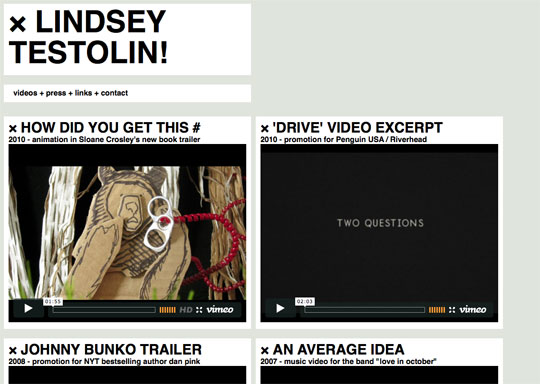 × LINDSEY
TESTOLIN!
videos + press + links + contact
× HOW DID YOU GET THIS #
2010 - animation in Sloane Crosley's new book trailer
01:55
HD vimeo
× 'DRIVE' VIDEO EXCERPT
2010 - promotion for Penguin USA / Riverhead
TWO QUESTIONS
02:03
vimeo
× JOHNNY BUNKO TRAILER
2008 - promotion for NYT bestselling author dan pink
× AN AVERAGE IDEA
2007 - music video for the band "love in october"